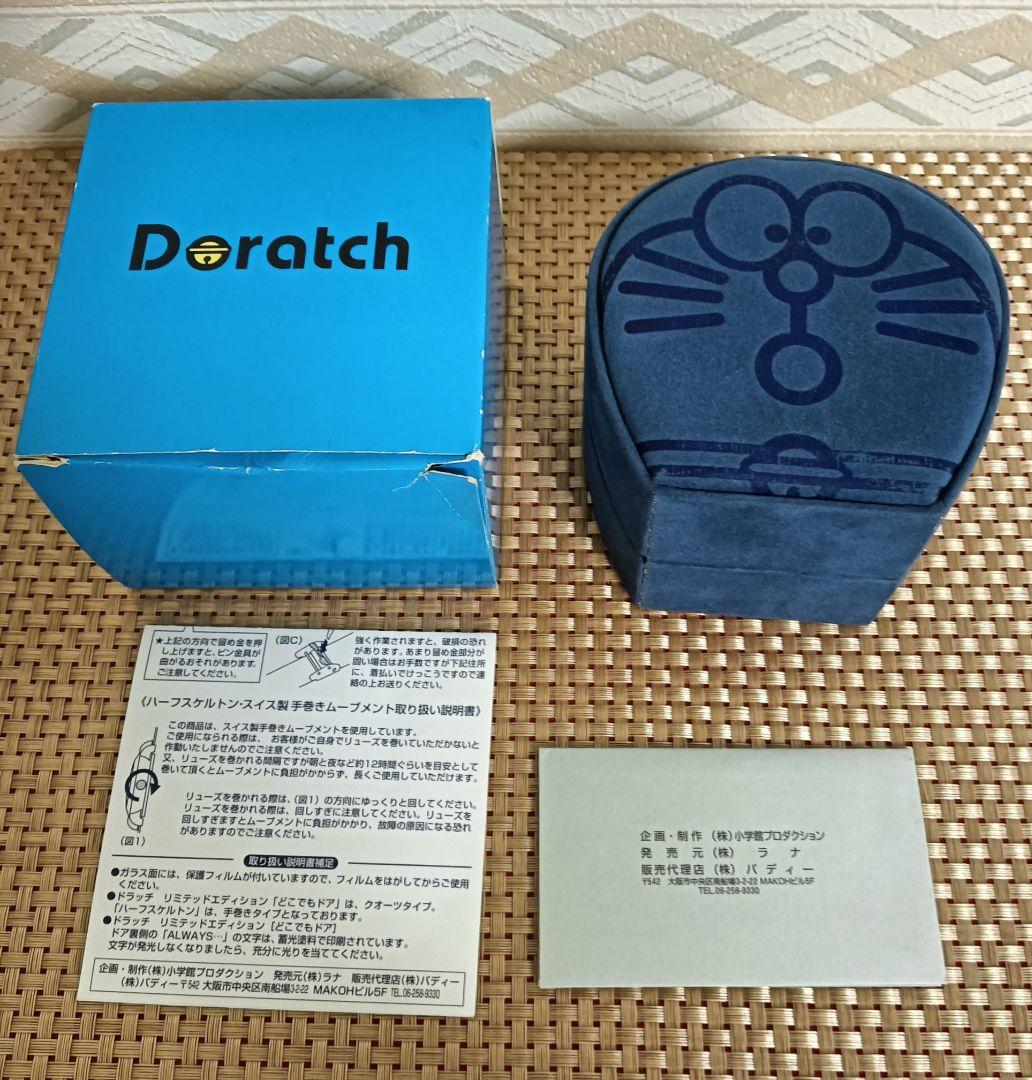 Doratch
★上記の方向で留め金を押
し上げますと、ピン金具が
曲がるおそれがあります。
ご注意してください。
(図C)
強く作業されますと、破損の恐れ
があります。あまり留め金部分が
固い場合はお手数ですが下記住所
に、着払いでけっこうですので連
絡の上お送りください。
《ハーフスケルトン・スイス製 手巻きムーブメント取り扱い説明書》
この商品は、スイス製手巻きムーブメントを使用しています。
ご使用になられる際は、お客様がご自身でリューズを巻いていただかないと
作動いたしませんのでご注意ください。
又、リューズを巻かれる間隔ですが朝と夜など約12時間ぐらいを目安として
巻いて頂くとムーブメントに負担がかからず、長くご使用していただけます。
リューズを巻かれる際は、(図1)の方向にゆっくりと回してください。
リューズを巻かれる際は、回しすぎに注意してください。リューズを
回しすぎますとムーブメントに負担がかかり、故障の原因になる恐れ
がありますのでご注意ください。
(図1)
取り扱い説明書補足
●ガラス面には、保護フィルムが付いていますので、フィルムをはがしてからご使用
ください。
●ドラッチ リミテッドエディション「どこでもドア」は、クオーツタイプ。
「ハーフスケルトン」は、手巻きタイプとなっております。
●ドラッチ リミテッドエディション［どこでもドア］
ドア裏側の「ALWAYS…」の文字は、蓄光塗料で印刷されています。
文字が発光しなくなりましたら、充分に光りを当ててください。
企画・制作(株)小学館プロダクション 発売元(株)ラナ 販売代理店(株)バディー
(株)バディー〒542 大阪市中央区南船場3-2-22 MAKOHビル5F TEL.06-258-9330
企画・制作 (株)小学館プロダクション
発 売 元 (株) ラ ナ
販売代理店 (株) バ デ ィ ー
〒542 大阪市中央区南船場3-2-22 MAKOHビル5F
TEL.06-258-9330